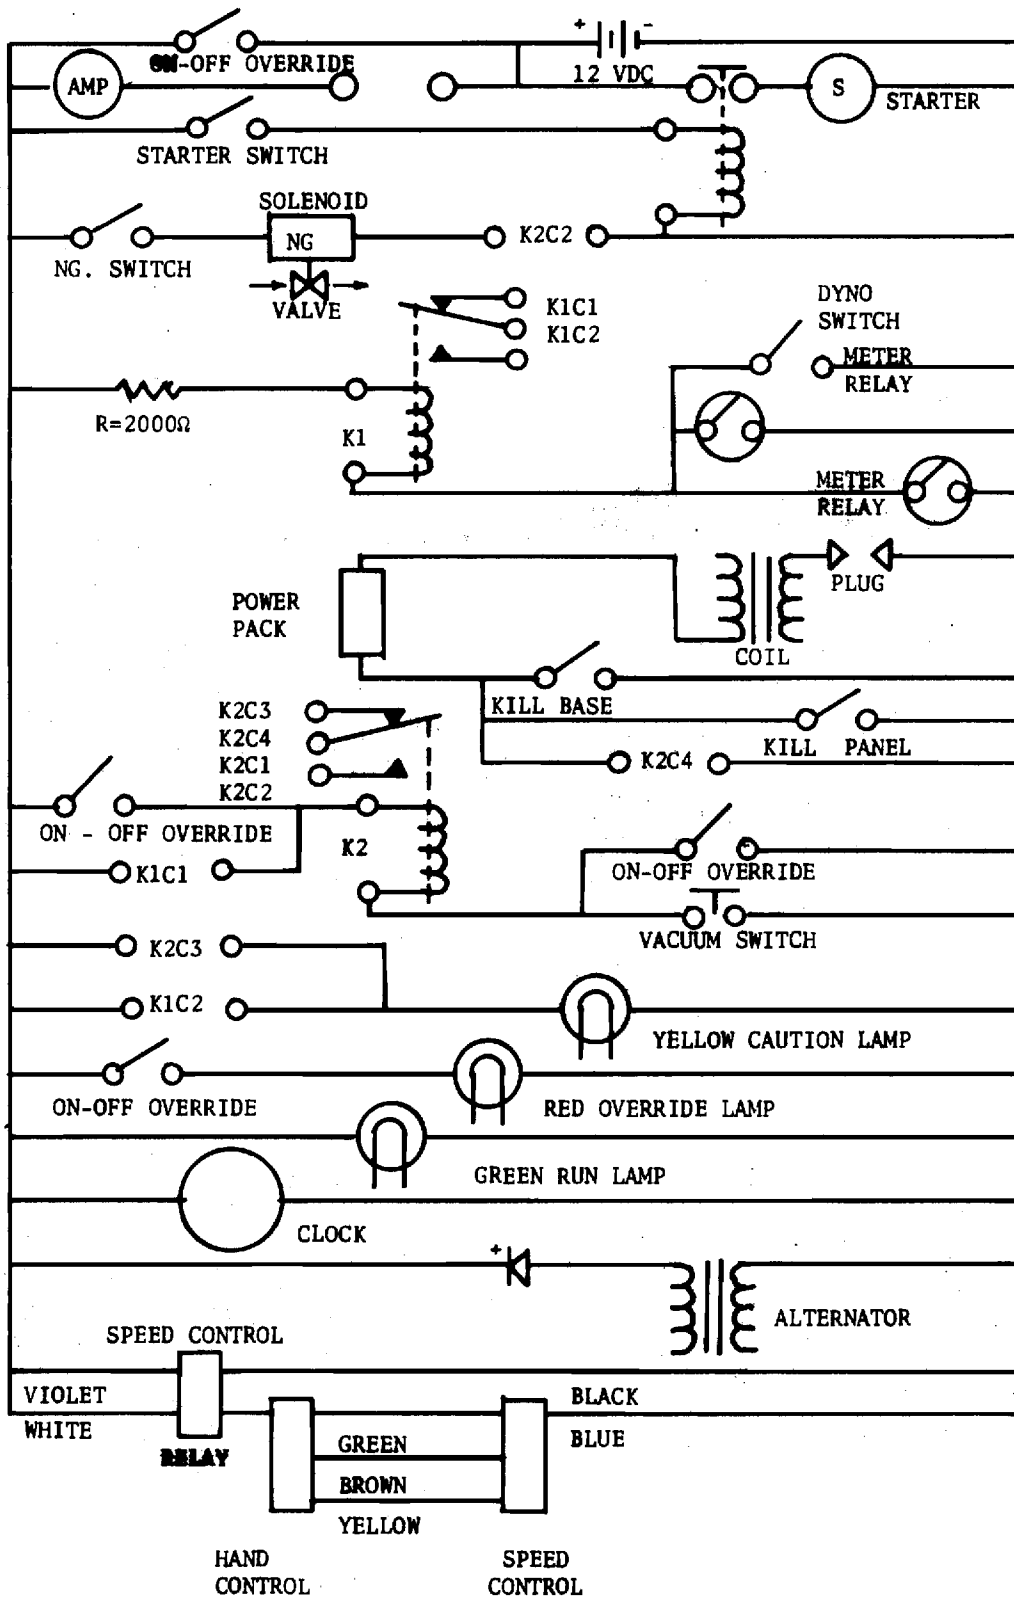 + -
ON-OFF OVERRIDE
12 VDC
AMP
S
STARTER
STARTER SWITCH
SOLENOID
NG
K2C2
NG. SWITCH
VALVE
K1C1
K1C2
DYNO
SWITCH
METER
RELAY
R=2000Ω
K1
METER
RELAY
POWER
PACK
PLUG
COIL
KILL BASE
K2C3
K2C4
K2C1
K2C2
KILL PANEL
K2C4
ON - OFF OVERRIDE
K2
K1C1
ON-OFF OVERRIDE
VACUUM SWITCH
K2C3
K1C2
YELLOW CAUTION LAMP
ON-OFF OVERRIDE
RED OVERRIDE LAMP
GREEN RUN LAMP
CLOCK
+
ALTERNATOR
SPEED CONTROL
VIOLET
WHITE
RELAY
BLACK
BLUE
GREEN
BROWN
YELLOW
HAND
CONTROL
SPEED
CONTROL